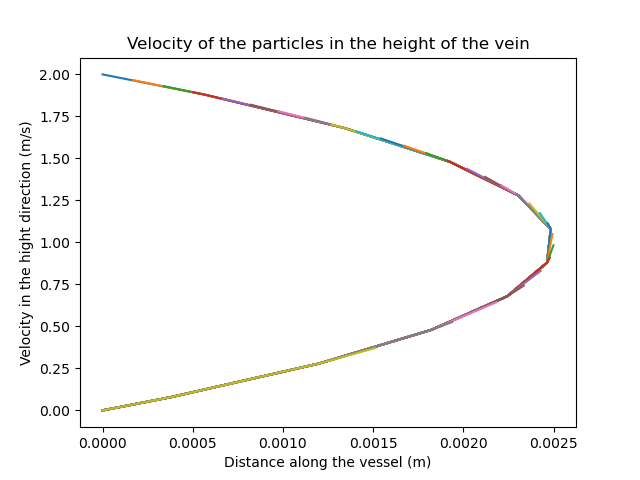 Velocity of the particles in the height of the vein
Velocity in the hight direction (m/s)
2.00
1.75
1.50
1.25
1.00
0.75
0.50
0.25
0.00
0.0000 0.0005 0.0010 0.0015 0.0020 0.0025
Distance along the vessel (m)